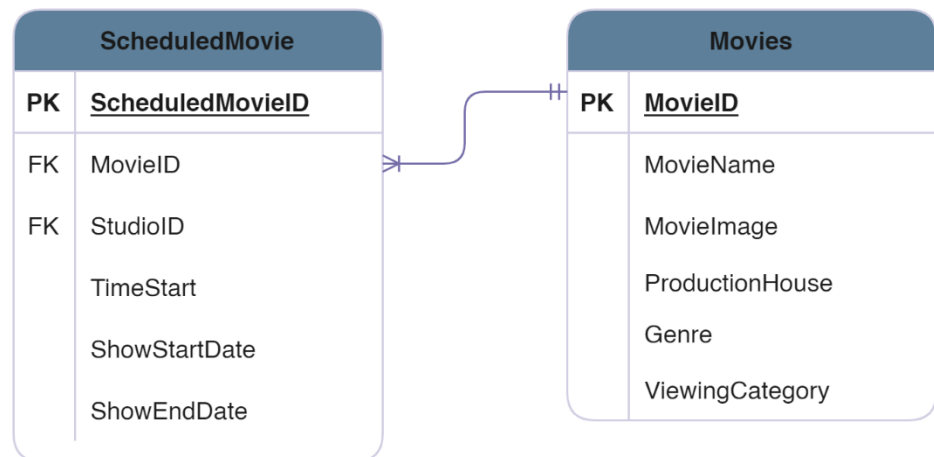 ScheduledMovie
PK ScheduledMovieID
FK MovieID
FK StudioID
TimeStart
ShowStartDate
ShowEndDate
Movies
PK MovieID
MovieName
MovieImage
ProductionHouse
Genre
ViewingCategory